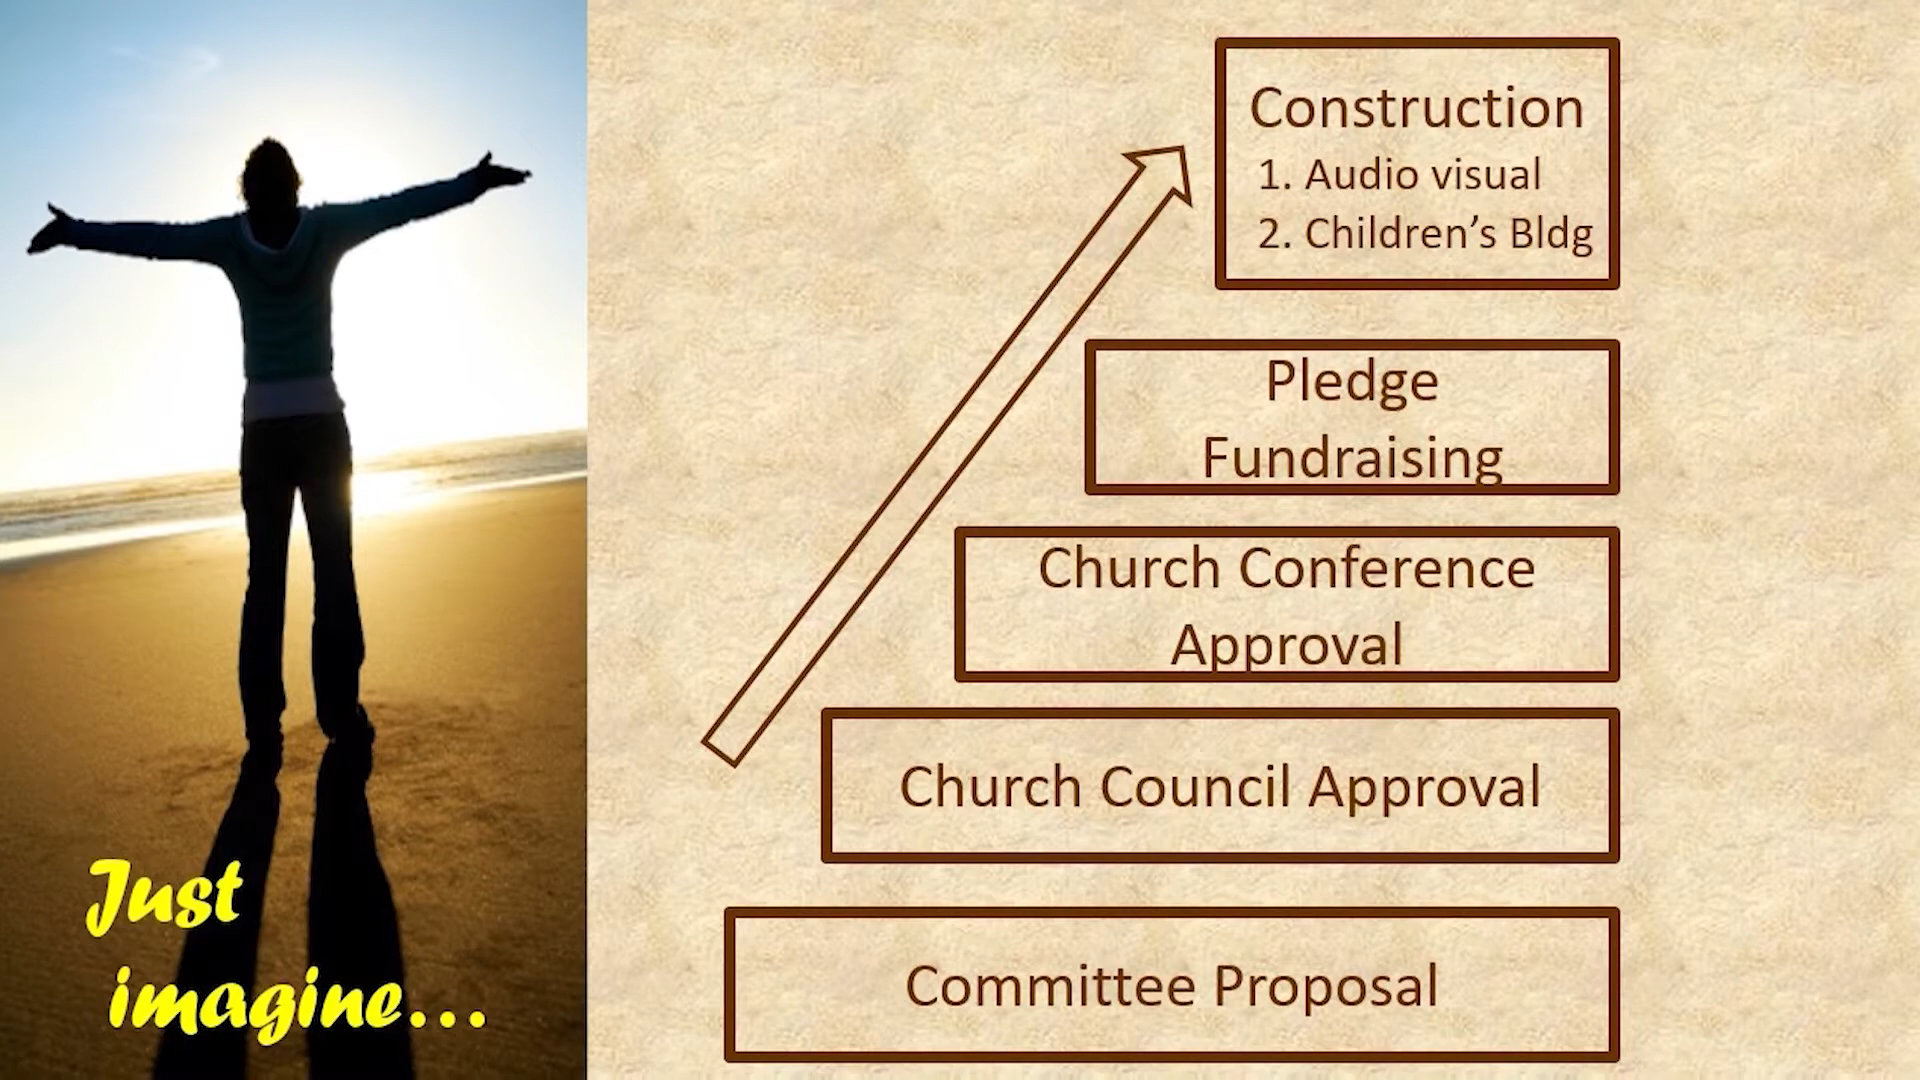 Just
imagine...
Construction
1. Audio visual
2. Children's Bldg
Pledge
Fundraising
Church Conference
Approval
Church Council Approval
Committee Proposal